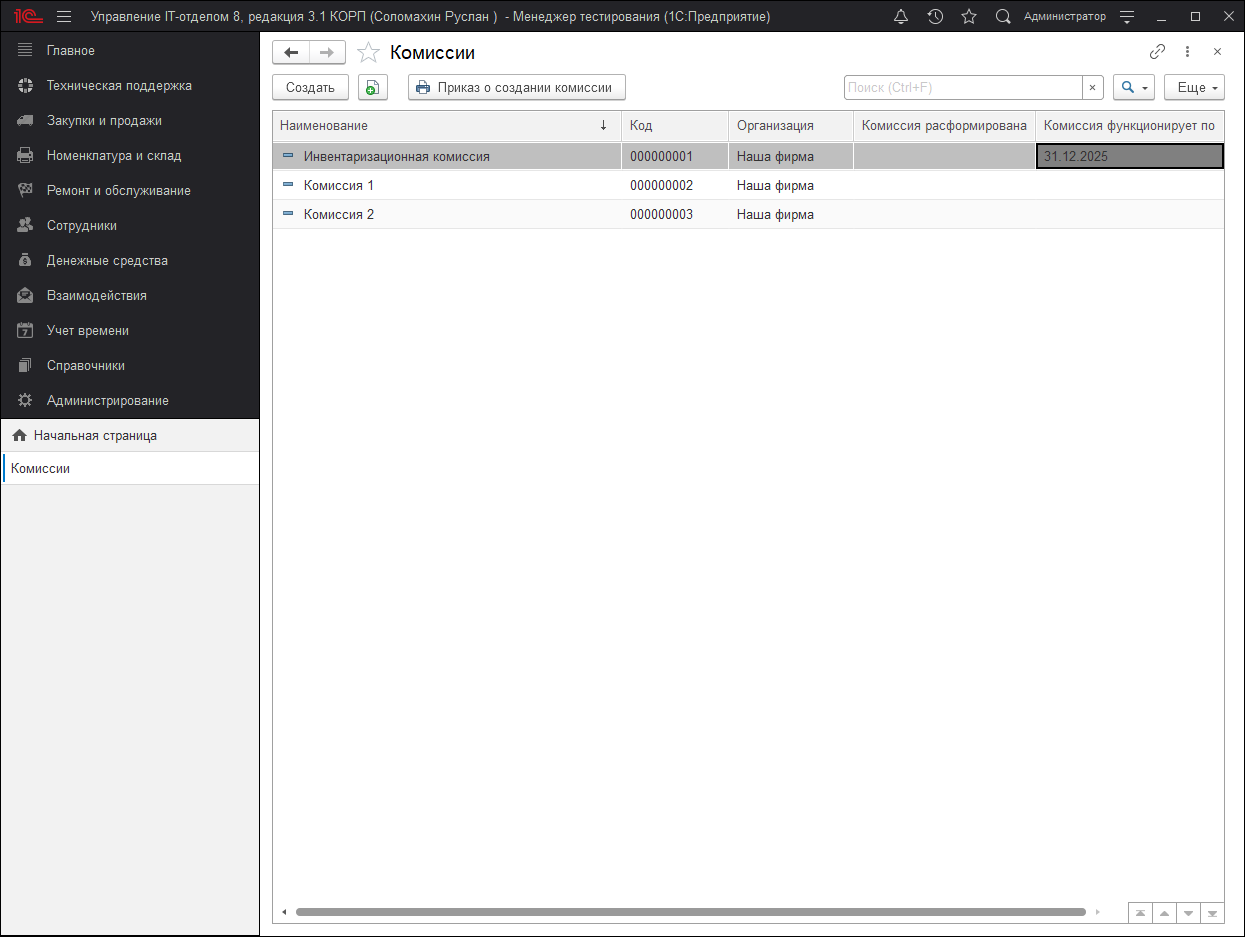 1С Управление IT-отделом 8, редакция 3.1 КОРП (Соломахин Руслан ) - Менеджер тестирования (1С:Предприятие) Администратор
Главное
Техническая поддержка
Закупки и продажи
Номенклатура и склад
Ремонт и обслуживание
Сотрудники
Денежные средства
Взаимодействия
Учет времени
Справочники
Администрирование
Начальная страница
Комиссии
Комиссии
Создать Приказ о создании комиссии Поиск (Ctrl+F) × Еще
Наименование ↓ Код Организация Комиссия расформирована Комиссия функционирует по
Инвентаризационная комиссия 000000001 Наша фирма 31.12.2025
Комиссия 1 000000002 Наша фирма
Комиссия 2 000000003 Наша фирма